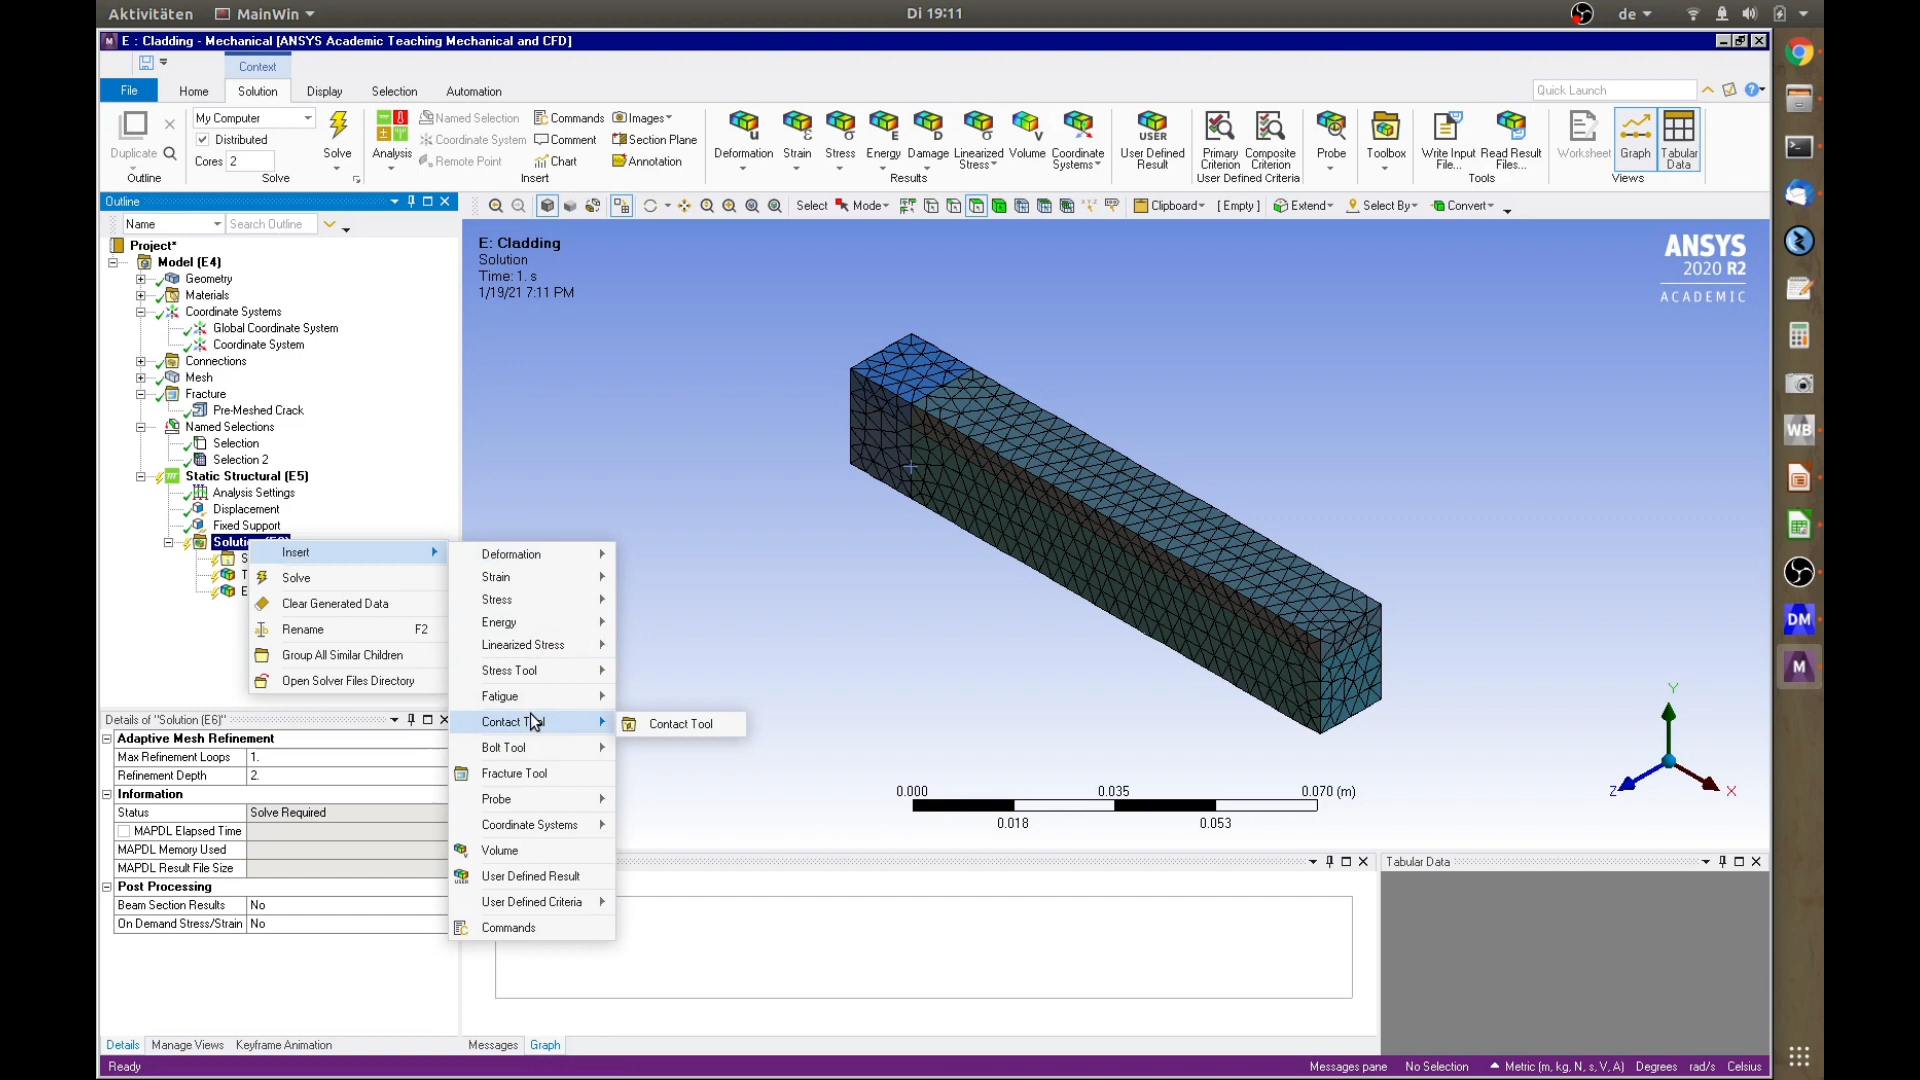 Aktivitäten MainWin Di 19:11 de
E : Cladding - Mechanical [ANSYS Academic Teaching Mechanical and CFD]
Context
File Home Solution Display Selection Automation Quick Launch
My Computer Named Selection Commands Images
Distributed Coordinate System Comment Section Plane
Cores 2 Remote Point Chart Annotation
Duplicate Solve Analysis
Deformation Strain Stress Energy Damage Linearized Stress Volume Coordinate Systems User Defined Result Primary Criterion Composite Criterion Probe Toolbox Write Input File... Read Result Files... Worksheet Graph Tabular Data
Outline Solve Insert Results User Defined Criteria Tools Views
Outline
Select Mode Clipboard [ Empty ] Extend Select By Convert
Name Search Outline
Project*
Model (E4)
Geometry
Materials
Coordinate Systems
Global Coordinate System
Coordinate System
Connections
Mesh
Fracture
Pre-Meshed Crack
Named Selections
Selection
Selection 2
Static Structural (E5)
Analysis Settings
Displacement
Fixed Support
S
T
E
Insert
Solve
Clear Generated Data
Rename F2
Group All Similar Children
Open Solver Files Directory
Deformation
Strain
Stress
Energy
Linearized Stress
Stress Tool
Fatigue
Contact Tool
Contact Tool
Bolt Tool
Fracture Tool
Probe
Coordinate Systems
Volume
User Defined Result
User Defined Criteria
Commands
E: Cladding
Solution
Time: 1. s
1/19/21 7:11 PM
ANSYS
2020 R2
ACADEMIC
0.000 0.035 0.070 (m)
0.018 0.053
Y
Z X
Details of "Solution (E6)"
Adaptive Mesh Refinement
Max Refinement Loops 1.
Refinement Depth 2.
Information
Status Solve Required
MAPDL Elapsed Time
MAPDL Memory Used
MAPDL Result File Size
Post Processing
Beam Section Results No
On Demand Stress/Strain No
Tabular Data
Details Manage Views Keyframe Animation Messages Graph
Ready Messages pane No Selection Metric (m, kg, N, s, V, A) Degrees rad/s Celsius
WB
DM
M